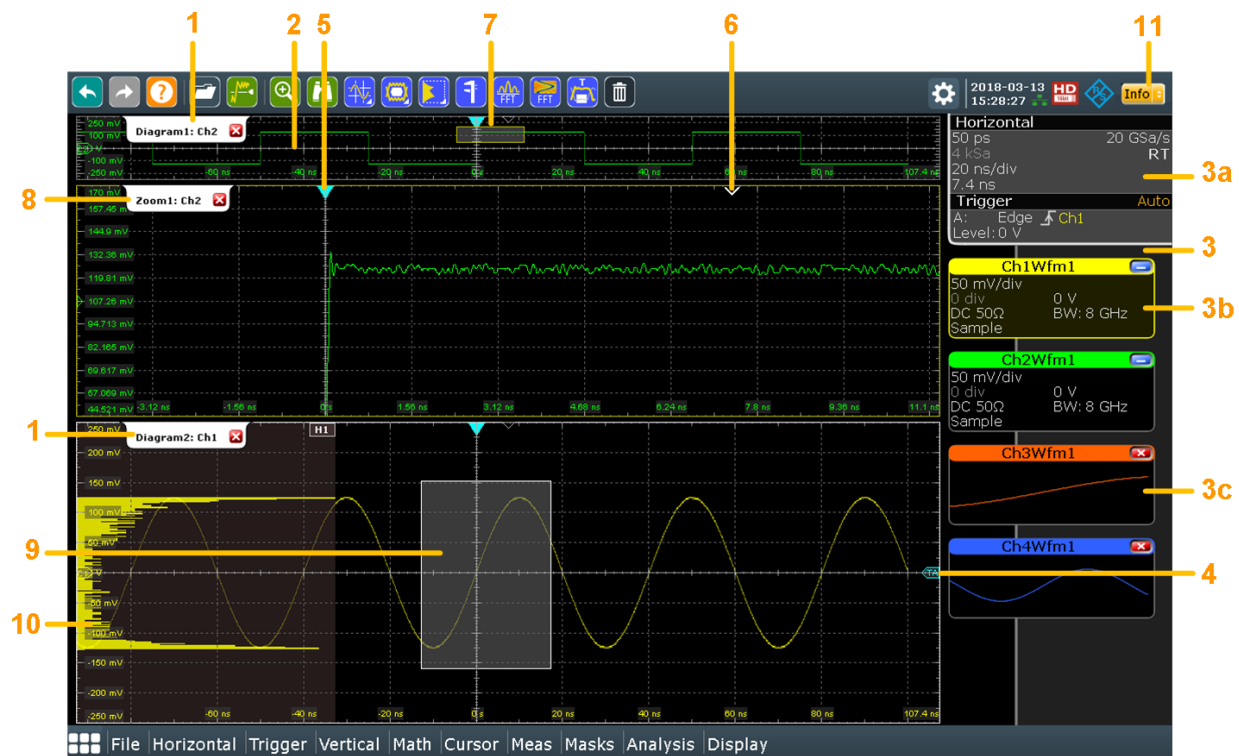 1 2 5 7 6 11
? T FFT FFT 2018-03-13 HD Info
15:28:27
250 mV Diagram1: Ch2
100 mV
0 V
-100 mV
-250 mV -60 ns -40 ns -20 ns 0 s 20 ns 40 ns 60 ns 80 ns 107.4 ns
Horizontal
50 ps 20 GSa/s
4 kSa RT
20 ns/div
7.4 ns
3a
Trigger Auto
A: Edge Ch1
Level: 0 V
8
170 mV Zoom1: Ch2
157.45 mV
144.9 mV
132.36 mV
119.81 mV
107.26 mV
94.713 mV
82.165 mV
69.617 mV
57.069 mV
44.521 mV -3.12 ns -1.56 ns 0 s 1.56 ns 3.12 ns 4.68 ns 6.24 ns 7.8 ns 9.36 ns 11.1 ns
3
Ch1Wfm1
50 mV/div
0 div 0 V
DC 50Ω BW: 8 GHz
Sample
3b
Ch2Wfm1
50 mV/div
0 div 0 V
DC 50Ω BW: 8 GHz
Sample
1
250 mV Diagram2: Ch1 H1
200 mV
150 mV
100 mV
50 mV
0 V
-50 mV
-100 mV
-150 mV
-200 mV
-250 mV -60 ns -40 ns -20 ns 0 s 20 ns 40 ns 60 ns 80 ns 107.4 ns
9
10
TA
Ch3Wfm1
3c
Ch4Wfm1
4
File Horizontal Trigger Vertical Math Cursor Meas Masks Analysis Display